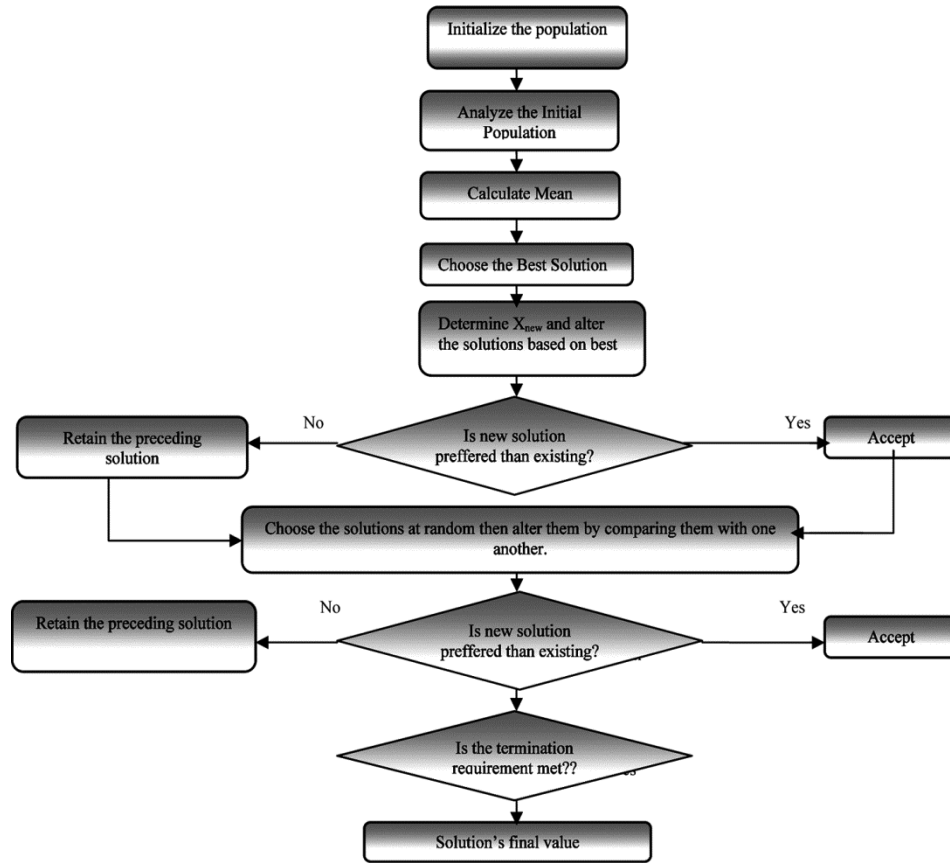 Initialize the population
Analyze the Initial
Population
Calculate Mean
Choose the Best Solution
Determine Xnew and alter
the solutions based on best
No
Yes
Retain the preceding
solution
Is new solution
preffered than existing?
Accept
Choose the solutions at random then alter them by comparing them with one
another.
No
Yes
Retain the preceding solution
Is new solution
preffered than existing?
Accept
Is the termination
requirement met??
Solution's final value